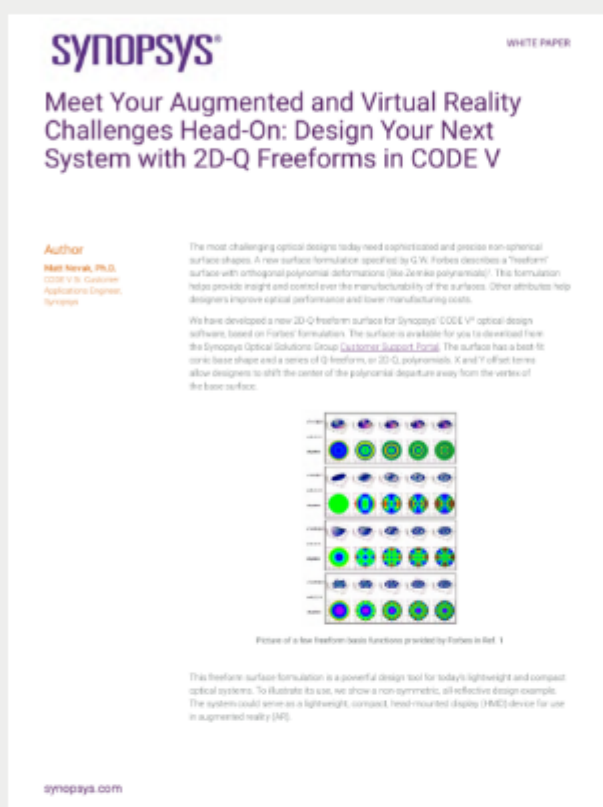 SYNOPSYS®
WHITE PAPER
Meet Your Augmented and Virtual Reality
Challenges Head-On: Design Your Next
System with 2D-Q Freeforms in CODE V
Author
Matt Novak, Ph.D.
CODE V Sr. Customer
Applications Engineer,
Synopsys
The most challenging optical designs today need sophisticated and precise non-spherical
surface shapes. A new surface formulation specified by G.W. Forbes describes a "freeform"
surface with orthogonal polynomial deformations (like Zernike polynomials)¹. This formulation
helps provide insight and control over the manufacturability of the surfaces. Other attributes help
designers improve optical performance and lower manufacturing costs.
We have developed a new 2D-Q freeform surface for Synopsys' CODE V® optical design
software, based on Forbes' formulation. The surface is available for you to download from
the Synopsys Optical Solutions Group Customer Support Portal. The surface has a best-fit
conic base shape and a series of Q freeform, or 2D Q, polynomials. X and Y offset terms
allow designers to shift the center of the polynomial departure away from the vertex of
the base surface.
Picture of a few freeform basis functions provided by Forbes in Ref. 1
This freeform surface formulation is a powerful design tool for today's lightweight and compact
optical systems. To illustrate its use, we show a non-symmetric, all-reflective design example.
The system could serve as a lightweight, compact, head-mounted display (HMD) device for use
in augmented reality (AR).
synopsys.com